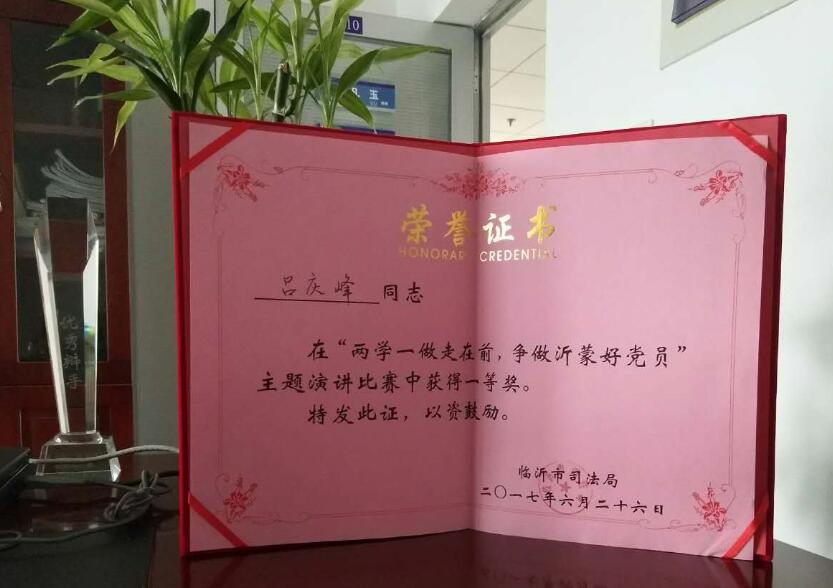 10
玉
荣誉证书
HONORARY CREDENTIAL
吕庆峰 同志
在“两学一做走在前，争做沂蒙好党员”
主题演讲比赛中获得一等奖。
特发此证，以资鼓励。
临沂市司法局
二〇一七年六月二十六日
优秀辩手